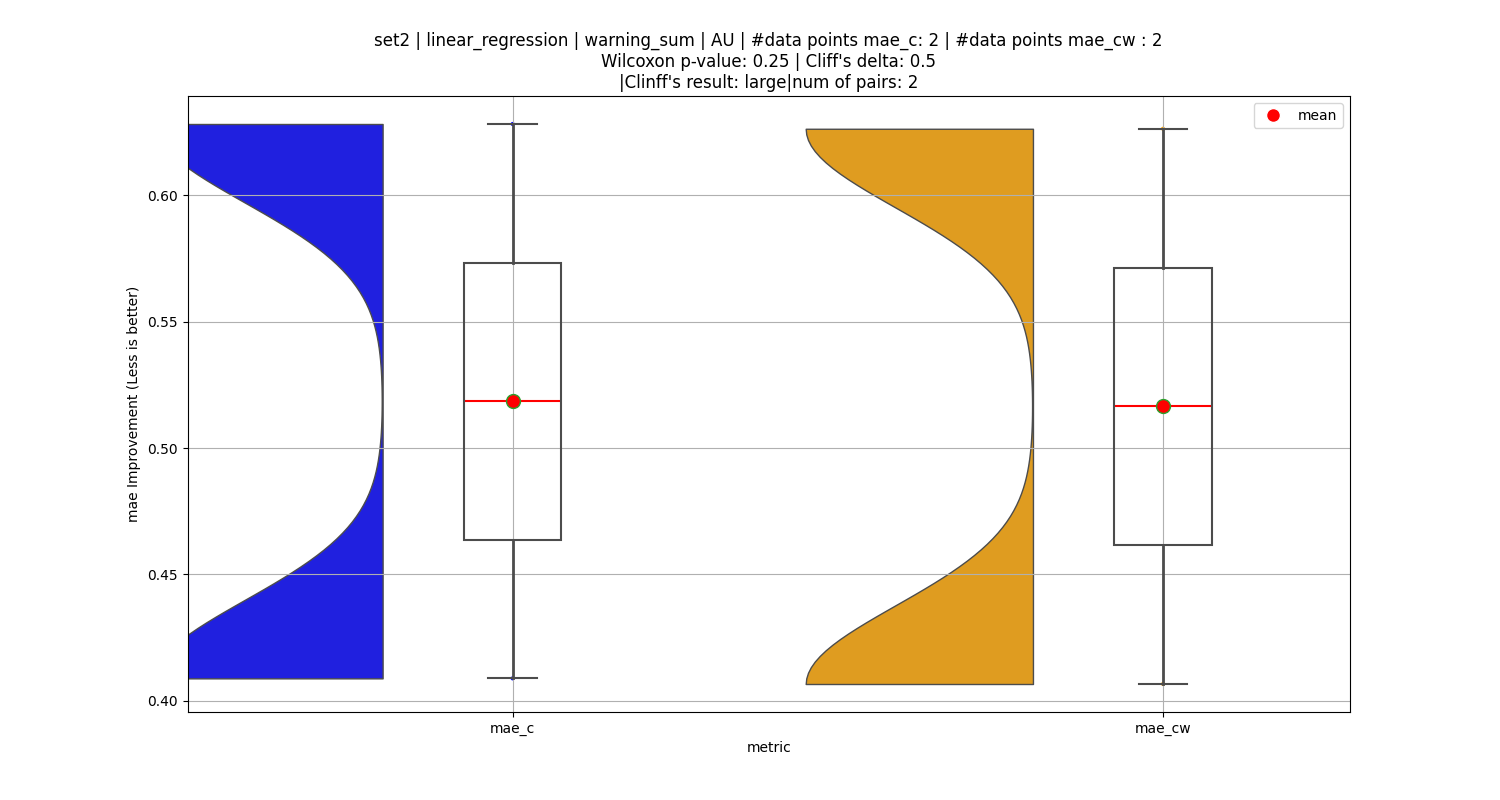 set2 | linear_regression | warning_sum | AU | #data points mae_c: 2 | #data points mae_cw : 2
Wilcoxon p-value: 0.25 | Cliff's delta: 0.5
|Clinff's result: large|num of pairs: 2
mean
mae Improvement (Less is better)
0.60
0.55
0.50
0.45
0.40
mae_c
mae_cw
metric